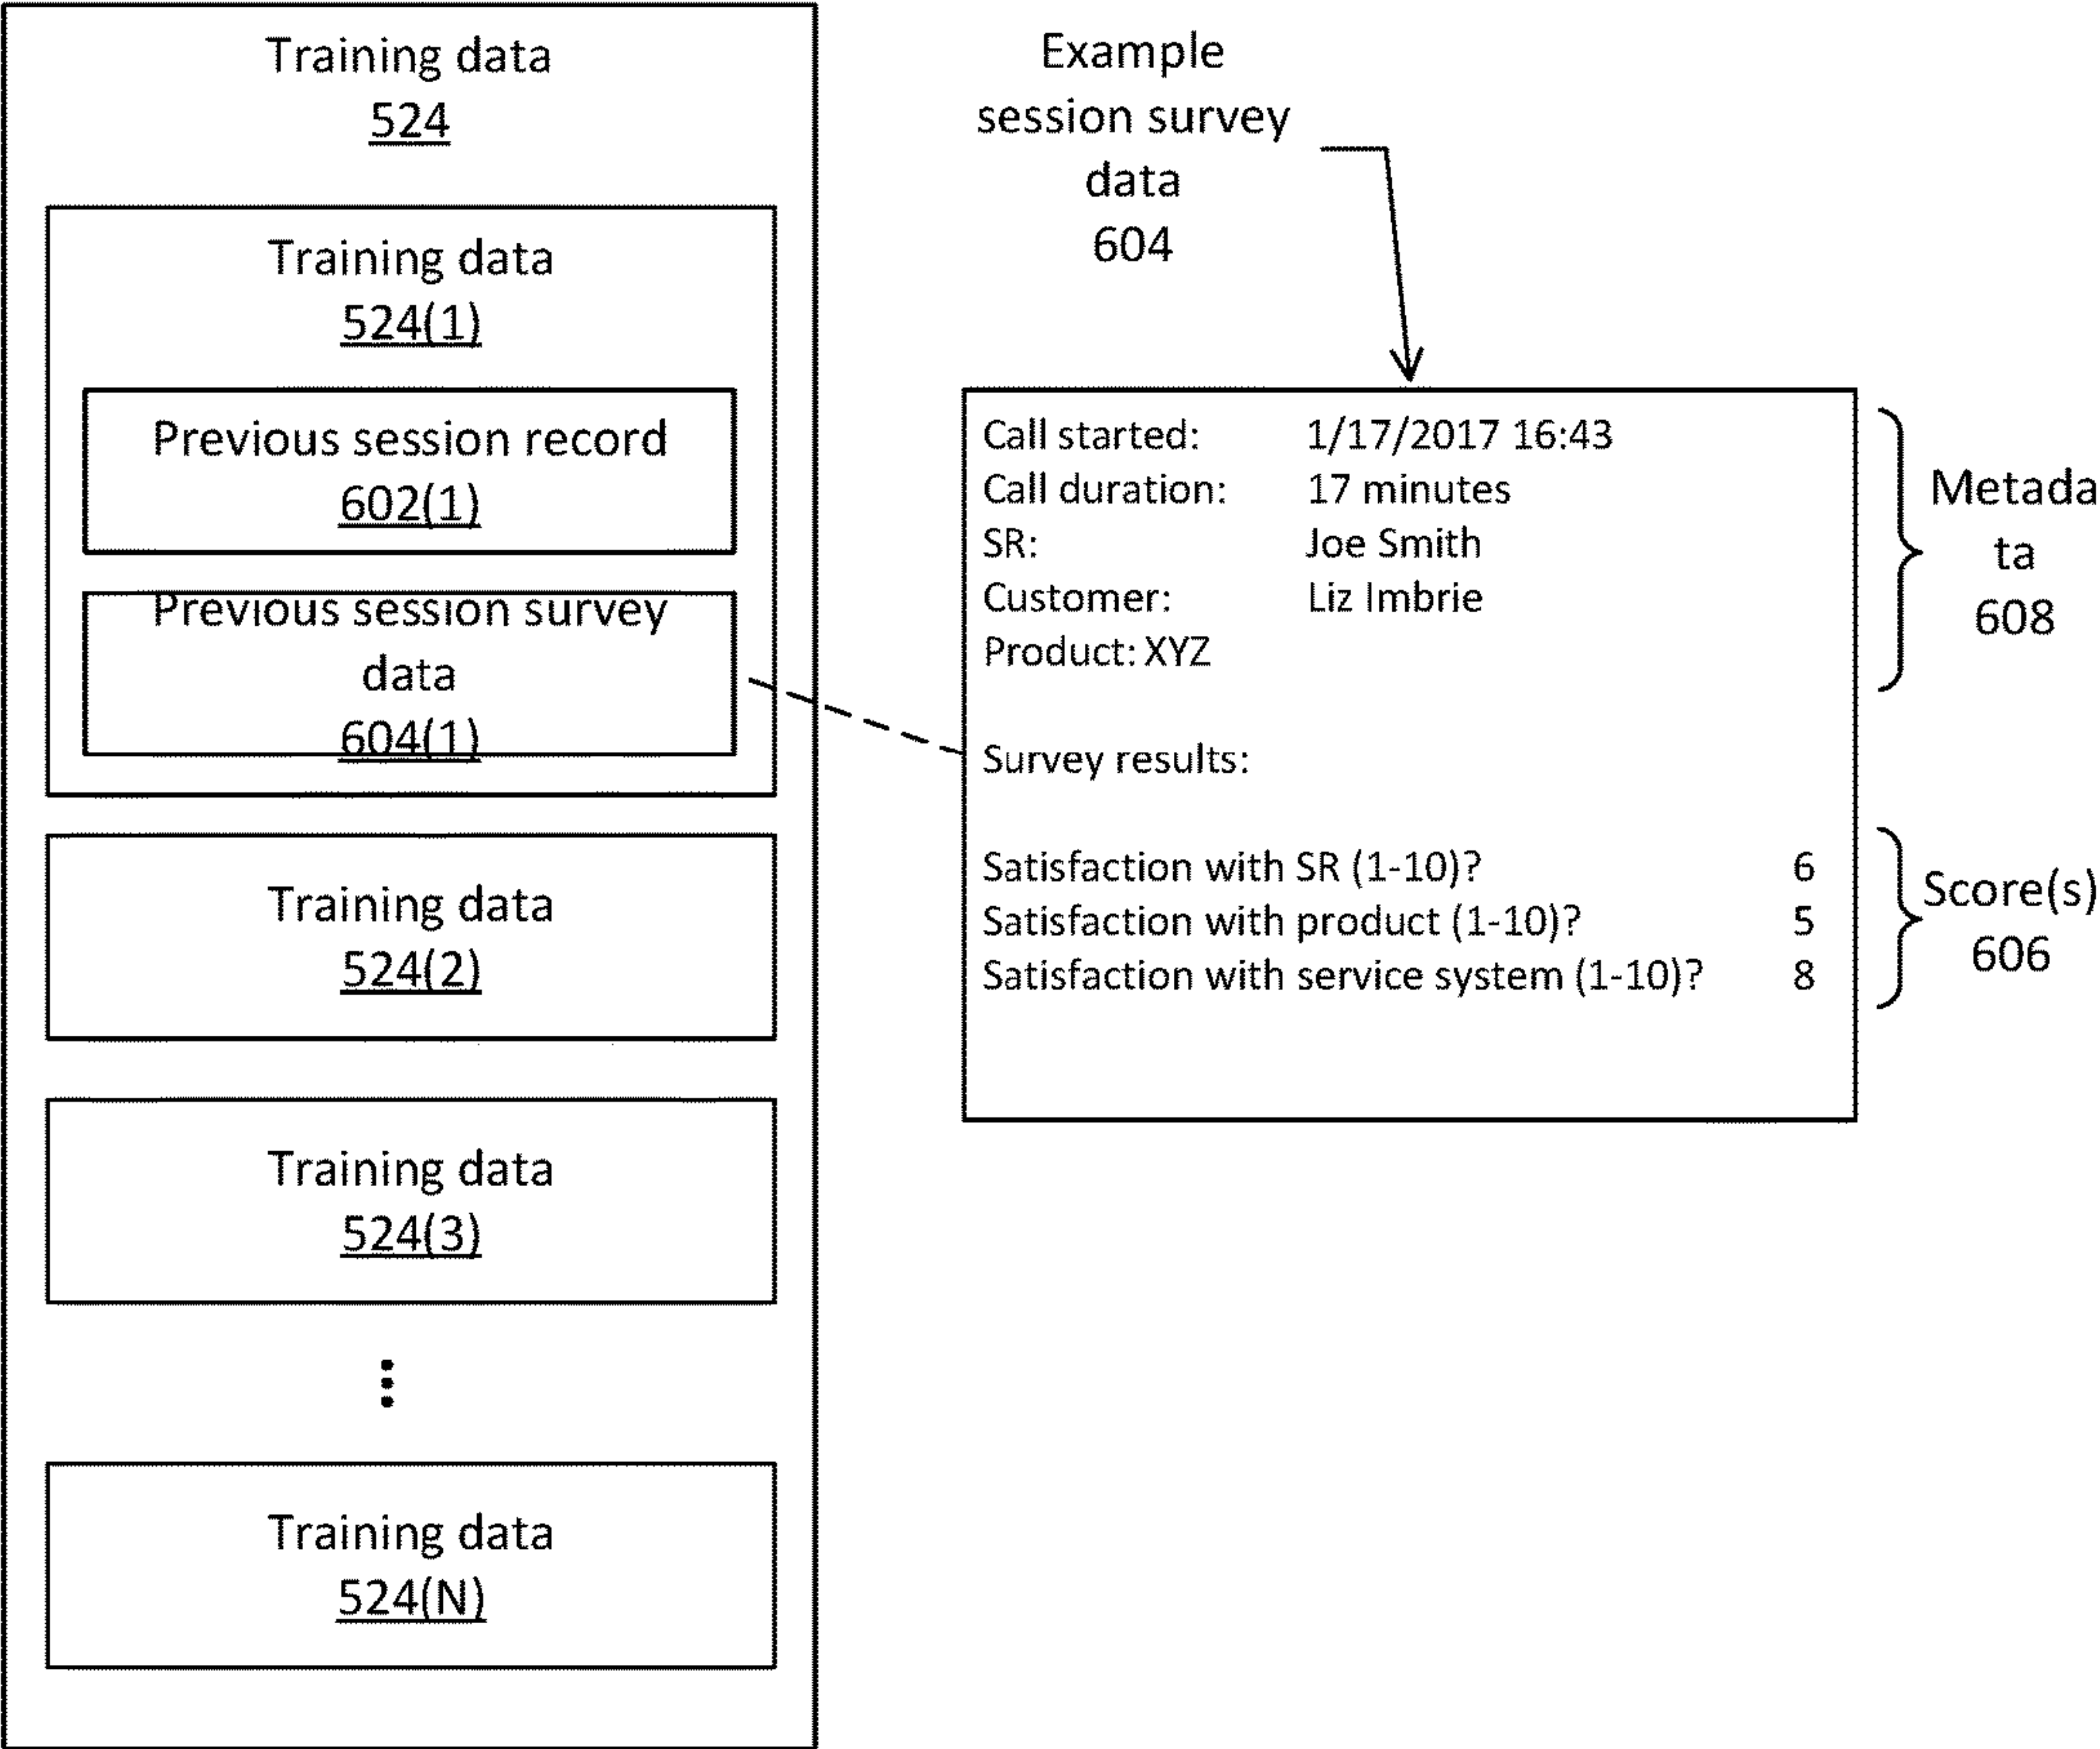 Training data
524
Training data
524(1)
Previous session record
602(1)
Previous session survey
data
604(1)
Training data
524(2)
Training data
524(3)
Training data
524(N)
Example
session survey
data
604
Call started: 1/17/2017 16:43
Call duration: 17 minutes
SR: Joe Smith
Customer: Liz Imbrie
Product: XYZ
Survey results:
Satisfaction with SR (1-10)? 6
Satisfaction with product (1-10)? 5
Satisfaction with service system (1-10)? 8
Metada
ta
608
Score(s)
606